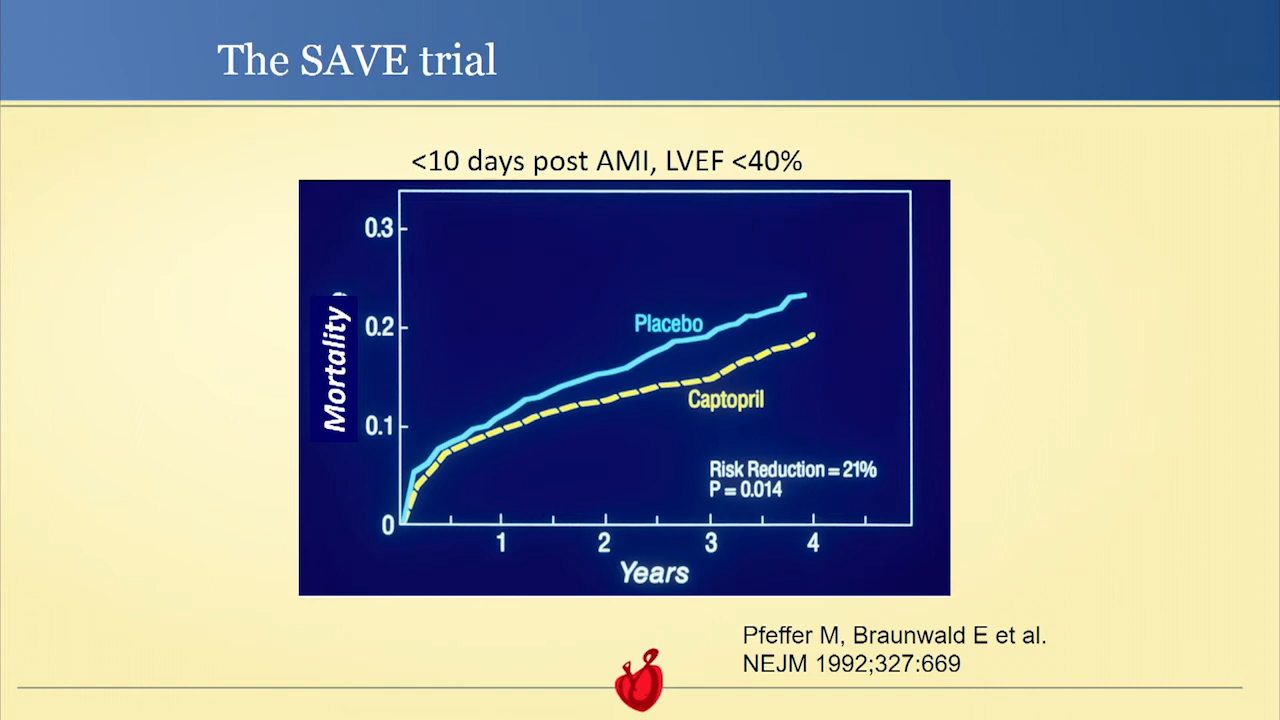 The SAVE trial
<10 days post AMI, LVEF <40%
0.3
0.2
0.1
0
Mortality
Placebo
Captopril
Risk Reduction = 21%
P = 0.014
1 2 3 4
Years
Pfeffer M, Braunwald E et al.
NEJM 1992;327:669